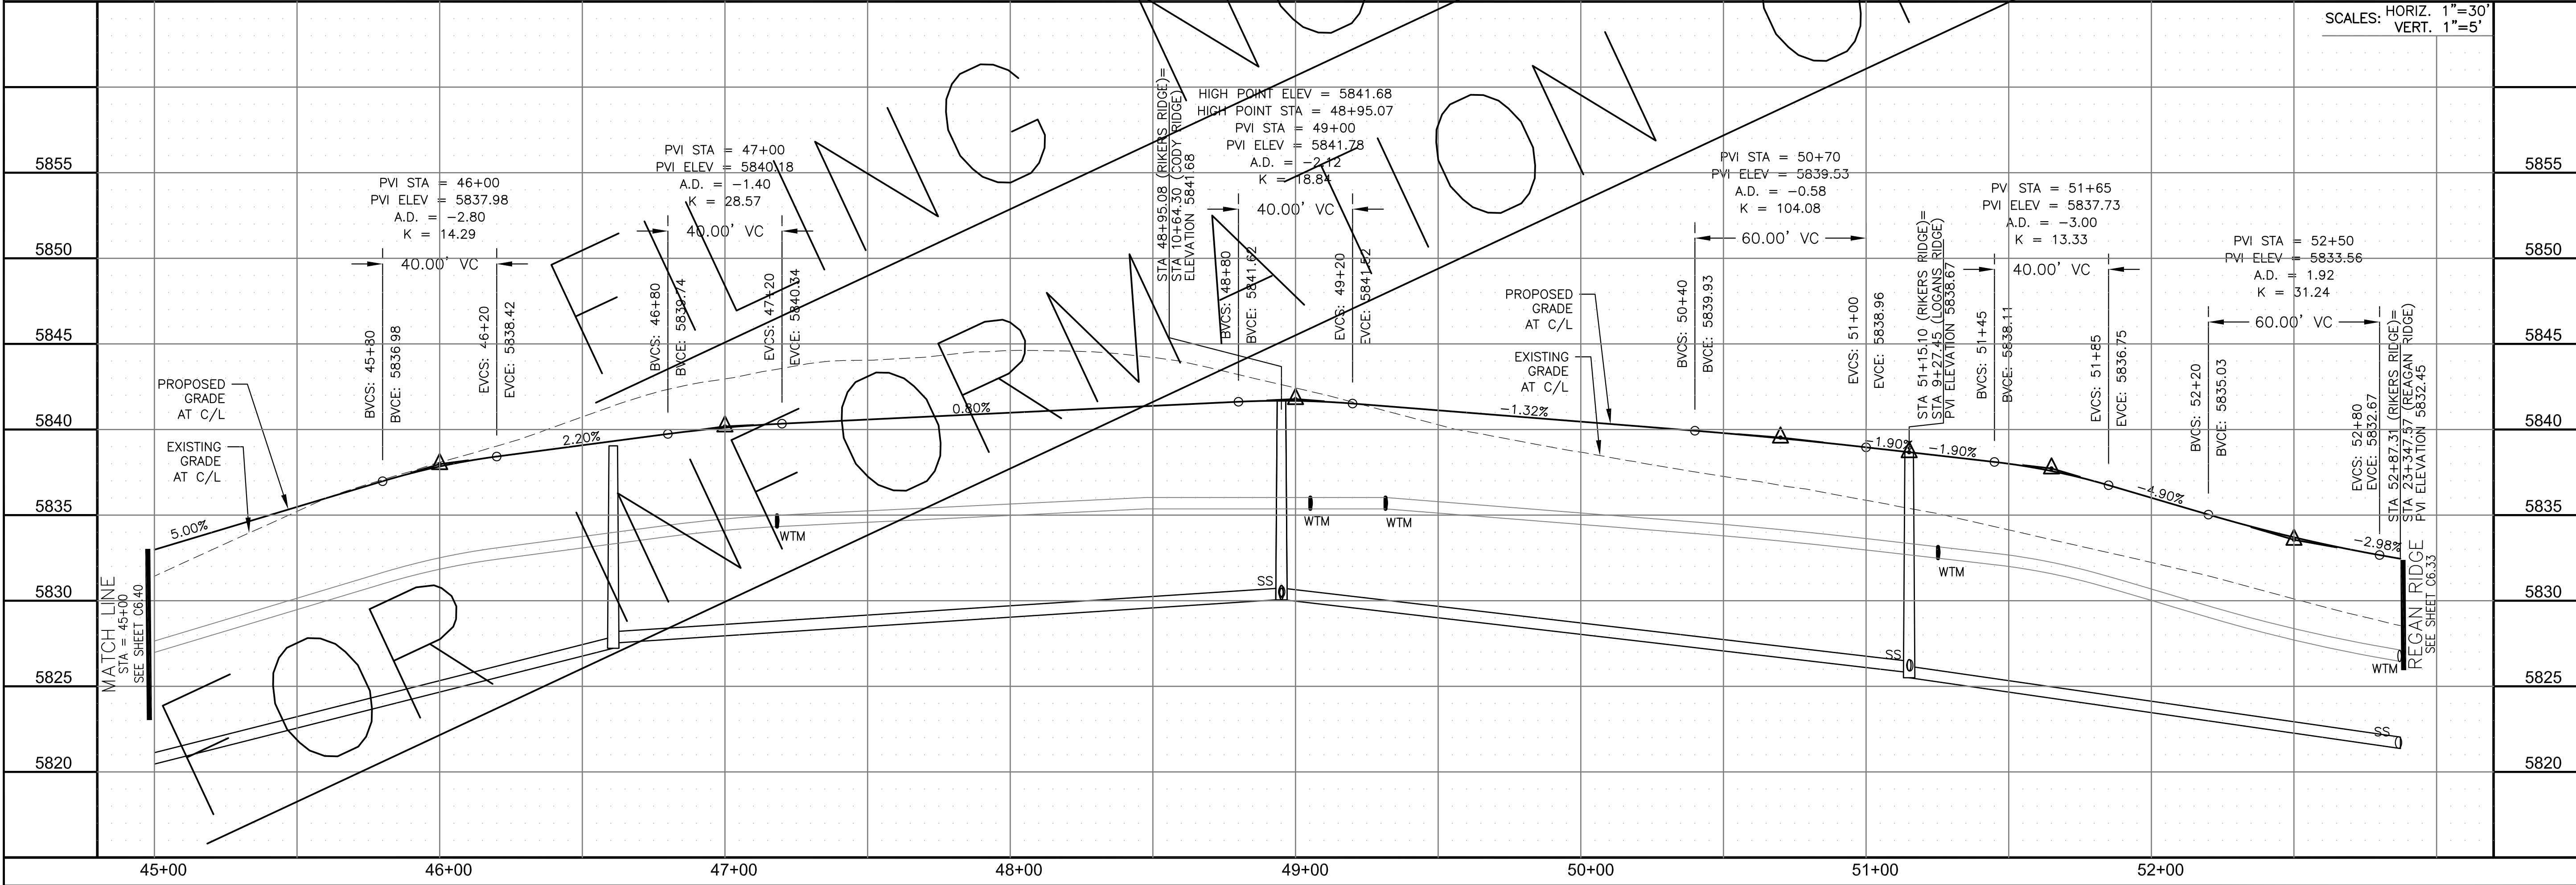 SCALES: HORIZ. 1"=30'
VERT. 1"=5'
FILING NO
FOR INFORMATION O
5855
5850
5845
5840
5835
5830
5825
5820
PROPOSED
GRADE
AT C/L
EXISTING
GRADE
AT C/L
MATCH LINE
STA = 45+00
SEE SHEET C6.40
5.00%
PVI STA = 46+00
PVI ELEV = 5837.98
A.D. = -2.80
K = 14.29
40.00' VC
BVCS: 45+80
BVCE: 5836.98
EVCS: 46+20
EVCE: 5838.42
2.20%
PVI STA = 47+00
PVI ELEV = 5840.18
A.D. = -1.40
K = 28.57
40.00' VC
BVCS: 46+80
BVCE: 5839.74
EVCS: 47+20
EVCE: 5840.34
WTM
0.80%
STA 48+95.08 (RIKERS RIDGE)=
STA 10+64.30 (CODY RIDGE)
ELEVATION 5841.68
HIGH POINT ELEV = 5841.68
HIGH POINT STA = 48+95.07
PVI STA = 49+00
PVI ELEV = 5841.78
A.D. = -2.12
K = 18.84
40.00' VC
BVCS: 48+80
BVCE: 5841.62
EVCS: 49+20
EVCE: 5841.52
SS
WTM
WTM
-1.32%
PROPOSED
GRADE
AT C/L
EXISTING
GRADE
AT C/L
PVI STA = 50+70
PVI ELEV = 5839.53
A.D. = -0.58
K = 104.08
60.00' VC
BVCS: 50+40
BVCE: 5839.93
EVCS: 51+00
EVCE: 5838.96
-1.90%
STA 51+15.10 (RIKERS RIDGE)=
STA 9+27.45 (LOGANS RIDGE)
PVI ELEVATION 5838.67
-1.90%
SS
WTM
PV STA = 51+65
PVI ELEV = 5837.73
A.D. = -3.00
K = 13.33
40.00' VC
BVCS: 51+45
BVCE: 5838.11
EVCS: 51+85
EVCE: 5836.75
-4.90%
PVI STA = 52+50
PVI ELEV = 5833.56
A.D. = 1.92
K = 31.24
60.00' VC
BVCS: 52+20
BVCE: 5835.03
EVCS: 52+80
EVCE: 5832.67
-2.98%
STA 52+87.31 (RIKERS RIDGE)=
STA 23+347.57 (REAGAN RIDGE)
PVI ELEVATION 5832.45
REGAN RIDGE
SEE SHEET C6.33
WTM
SS
5855
5850
5845
5840
5835
5830
5825
5820
45+00
46+00
47+00
48+00
49+00
50+00
51+00
52+00